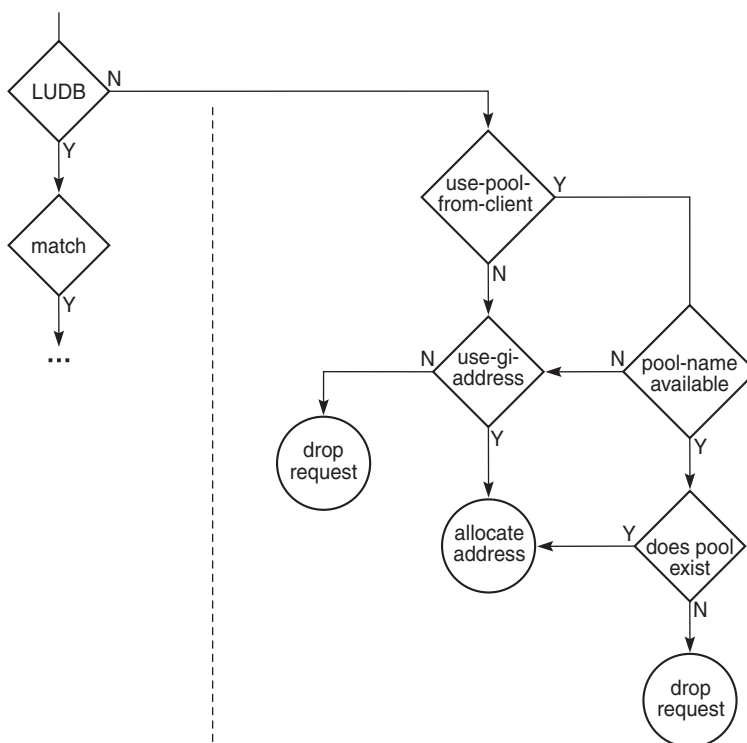 LUDB
N
Y
use-pool-
from-client
Y
N
match
Y
...
N
use-gi-
address
Y
N
pool-name
available
Y
drop
request
allocate
address
Y
does pool
exist
N
drop
request